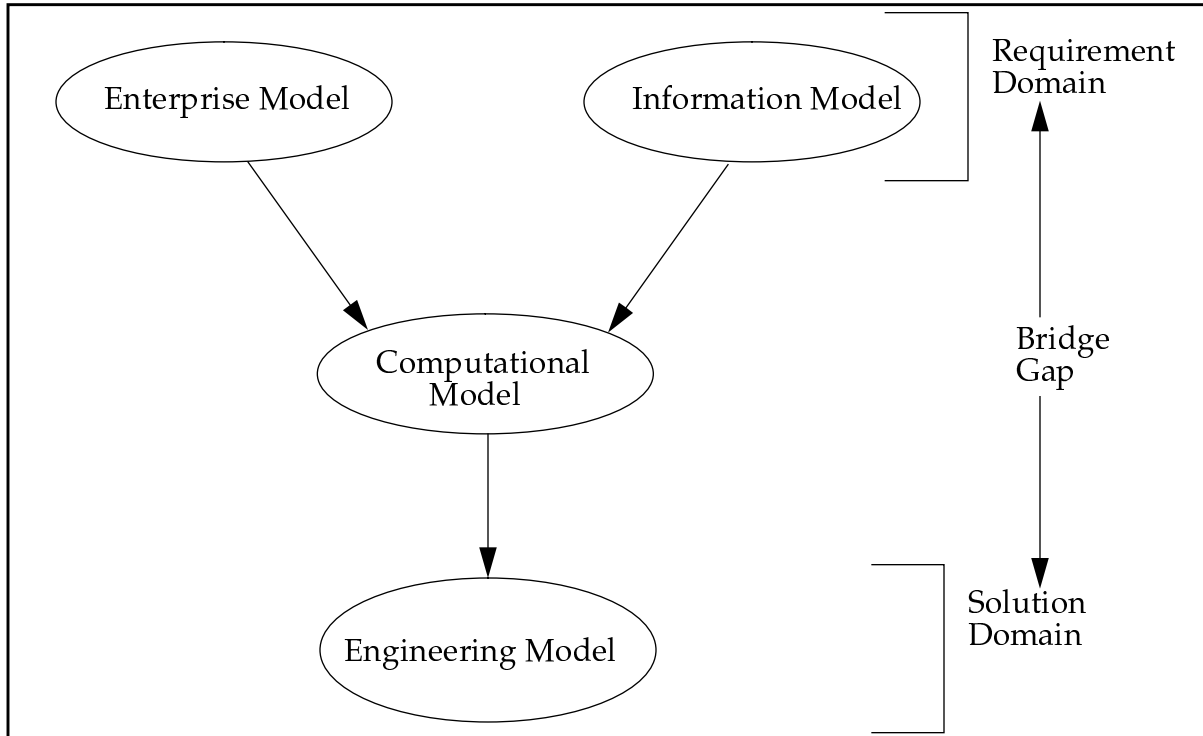 Enterprise Model
Information Model
Requirement
Domain
Computational
Model
Bridge
Gap
Engineering Model
Solution
Domain